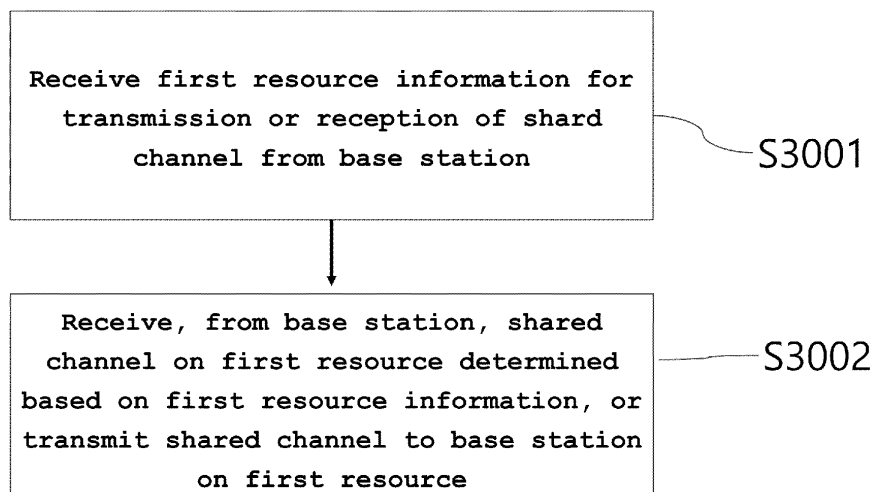 Receive first resource information for
transmission or reception of shard
channel from base station
S3001
Receive, from base station, shared
channel on first resource determined
based on first resource information, or
transmit shared channel to base station
on first resource
S3002